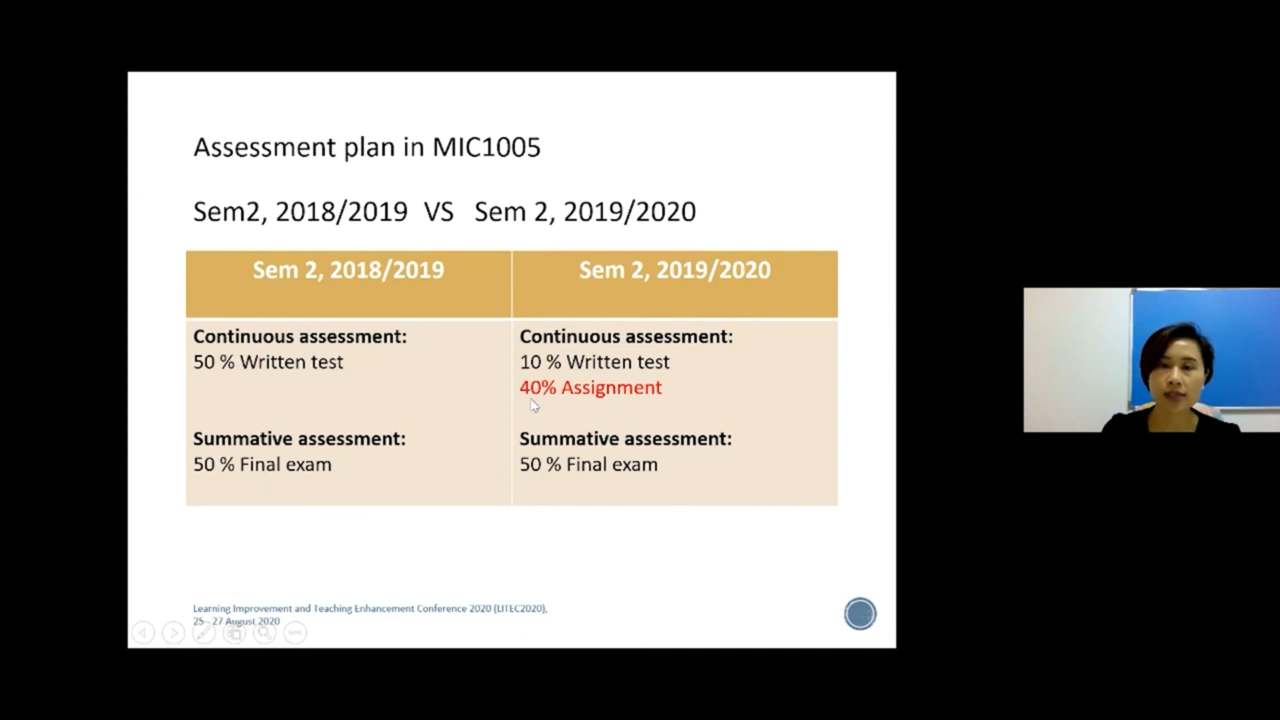 Assessment plan in MIC1005
Sem2, 2018/2019 VS Sem 2, 2019/2020
Sem 2, 2018/2019
Sem 2, 2019/2020
Continuous assessment:
50 % Written test
Summative assessment:
50 % Final exam
Continuous assessment:
10 % Written test
40% Assignment
Summative assessment:
50 % Final exam
Learning Improvement and Teaching Enhancement Conference 2020 (LITEC2020),
25 - 27 August 2020